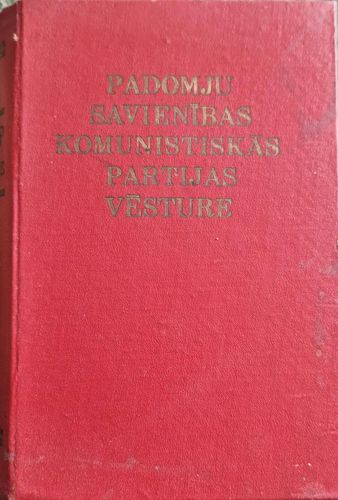 PADOMJU
SAVIENĪBAS
KOMUNISTISKĀS
PARTIJAS
VĒSTURE